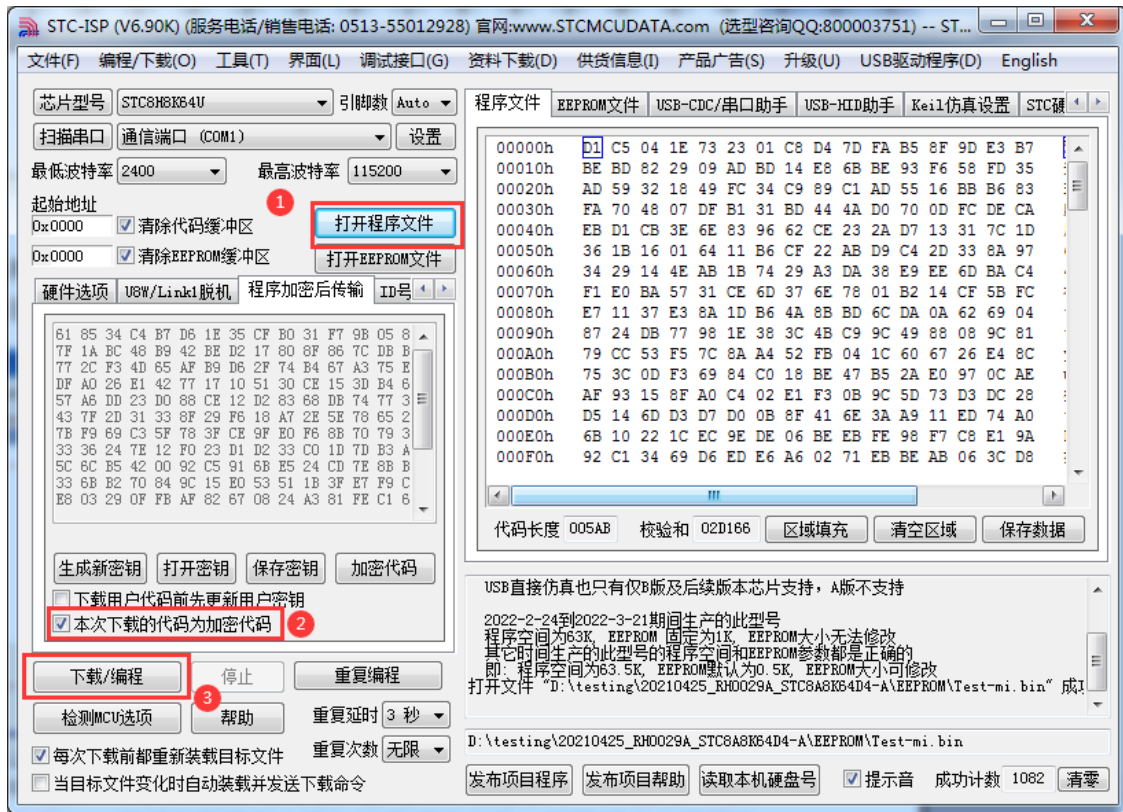 STC-ISP (V6.90K) (服务电话/销售电话: 0513-55012928) 官网:www.STCMCUDATA.com (选型咨询QQ:800003751) -- ST...
文件(F) 编程/下载(O) 工具(T) 界面(L) 调试接口(G) 资料下载(D) 供货信息(I) 产品广告(S) 升级(U) USB驱动程序(D) English
芯片型号 STC8H8K64U 引脚数 Auto
扫描串口 通信端口 (COM1) 设置
最低波特率 2400 最高波特率 115200
起始地址
1
0x0000 清除代码缓冲区 打开程序文件
0x0000 清除EEPROM缓冲区 打开EEPROM文件
硬件选项 U8W/Link1脱机 程序加密后传输 ID号
61 85 34 C4 B7 D6 1E 35 CF B0 31 F7 9B 05 8
7F 1A BC 48 B9 42 BE D2 17 80 8F 86 7C DB B
77 2C F3 4D 65 AF B9 D6 2F 74 B4 67 A3 75 E
DF A0 26 E1 42 77 17 10 51 30 CE 15 3D B4 6
57 A6 DD 23 D0 88 CE 12 D2 83 68 DB 74 77 3
43 7F 2D 31 33 8F 29 F6 18 A7 2E 5E 78 65 2
7B F9 69 C3 5F 78 3F CE 9F E0 F6 8B 70 79 3
33 36 24 7E 12 F0 23 D1 D2 33 C0 1D 7D B3 A
5C 6C B5 42 00 92 C5 91 6B E5 24 CD 7E 8B B
33 6B B2 70 84 9C 15 E0 53 51 1B 3F E7 F9 C
E8 03 29 0F FB AF 82 67 08 24 A3 81 FE C1 6
生成新密钥 打开密钥 保存密钥 加密代码
下载用户代码前先更新用户密钥
本次下载的代码为加密代码 2
下载/编程 停止 重复编程
3
检测MCU选项 帮助 重复延时 3 秒
每次下载前都重新装载目标文件 重复次数 无限
当目标文件变化时自动装载并发送下载命令
程序文件 EEPROM文件 USB-CDC/串口助手 USB-HID助手 Keil仿真设置 STC硬
00000h D1 C5 04 1E 73 23 01 C8 D4 7D FA B5 8F 9D E3 B7
00010h BE BD 82 29 09 AD BD 14 E8 6B BE 93 F6 58 FD 35
00020h AD 59 32 18 49 FC 34 C9 89 C1 AD 55 16 BB B6 83
00030h FA 70 48 07 DF B1 31 BD 44 4A D0 70 0D FC DE CA
00040h EB D1 CB 3E 6E 83 96 62 CE 23 2A D7 13 31 7C 1D
00050h 36 1B 16 01 64 11 B6 CF 22 AB D9 C4 2D 33 8A 97
00060h 34 29 14 4E AB 1B 74 29 A3 DA 38 E9 EE 6D BA C4
00070h F1 E0 BA 57 31 CE 6D 37 6E 78 01 B2 14 CF 5B FC
00080h E7 11 37 E3 8A 1D B6 4A 8B BD 6C DA 0A 62 69 04
00090h 87 24 DB 77 98 1E 38 3C 4B C9 9C 49 88 08 9C 81
000A0h 79 CC 53 F5 7C 8A A4 52 FB 04 1C 60 67 26 E4 8C
000B0h 75 3C 0D F3 69 84 C0 18 BE 47 B5 2A E0 97 0C AE
000C0h AF 93 15 8F A0 C4 02 E1 F3 0B 9C 5D 73 D3 DC 28
000D0h D5 14 6D D3 D7 D0 0B 8F 41 6E 3A A9 11 ED 74 A0
000E0h 6B 10 22 1C EC 9E DE 06 BE EB FE 98 F7 C8 E1 9A
000F0h 92 C1 34 69 D6 ED E6 A6 02 71 EB BE AB 06 3C D8
代码长度 005AB 校验和 02D166 区域填充 清空区域 保存数据
USB直接仿真也只有仅B版及后续版本芯片支持，A版不支持
2022-2-24到2022-3-21期间生产的此型号
程序空间为63K, EEPROM 固定为1K, EEPROM大小无法修改
其它时间生产的此型号的程序空间和EEPROM参数都是正确的
即: 程序空间为63.5K, EEPROM默认为0.5K, EEPROM大小可修改
打开文件 "D:\testing\20210425_RH0029A_STC8A8K64D4-A\EEPROM\Test-mi.bin" 成功
D:\testing\20210425_RH0029A_STC8A8K64D4-A\EEPROM\Test-mi.bin
发布项目程序 发布项目帮助 读取本机硬盘号 提示音 成功计数 1082 清零